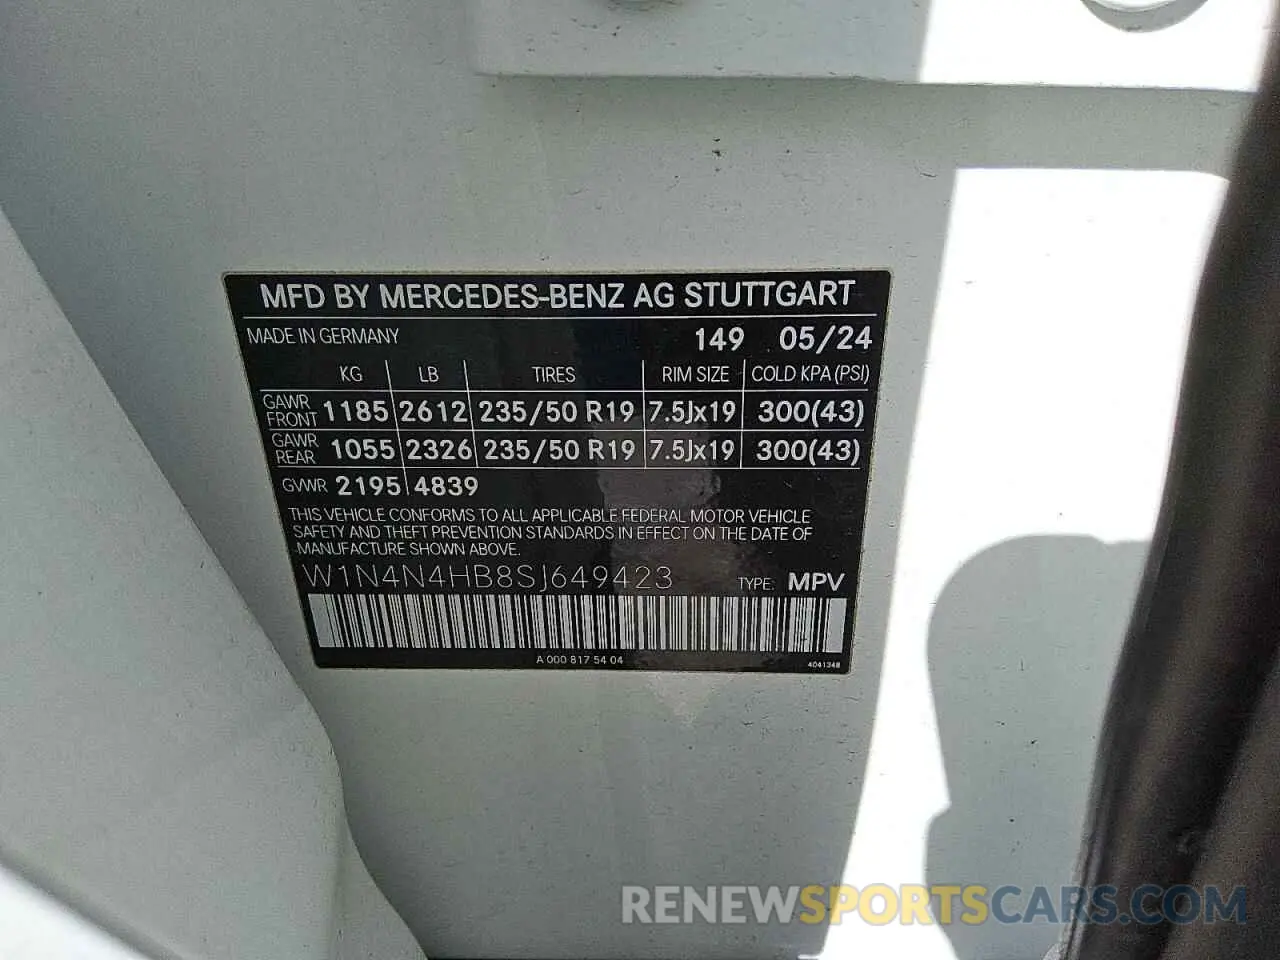 MFD BY MERCEDES-BENZ AG STUTTGART
MADE IN GERMANY 149 05/24
KG LB TIRES RIM SIZE COLD KPA (PSI)
GAWR FRONT 1185 2612 235/50 R19 7.5Jx19 300(43)
GAWR REAR 1055 2326 235/50 R19 7.5Jx19 300(43)
GVWR 2195 4839
THIS VEHICLE CONFORMS TO ALL APPLICABLE FEDERAL MOTOR VEHICLE
SAFETY AND THEFT PREVENTION STANDARDS IN EFFECT ON THE DATE OF
MANUFACTURE SHOWN ABOVE.
W1N4N4HB8SJ649423 TYPE: MPV
A 000 817 54 04 4041348
RENEWSPORTSCARS.COM